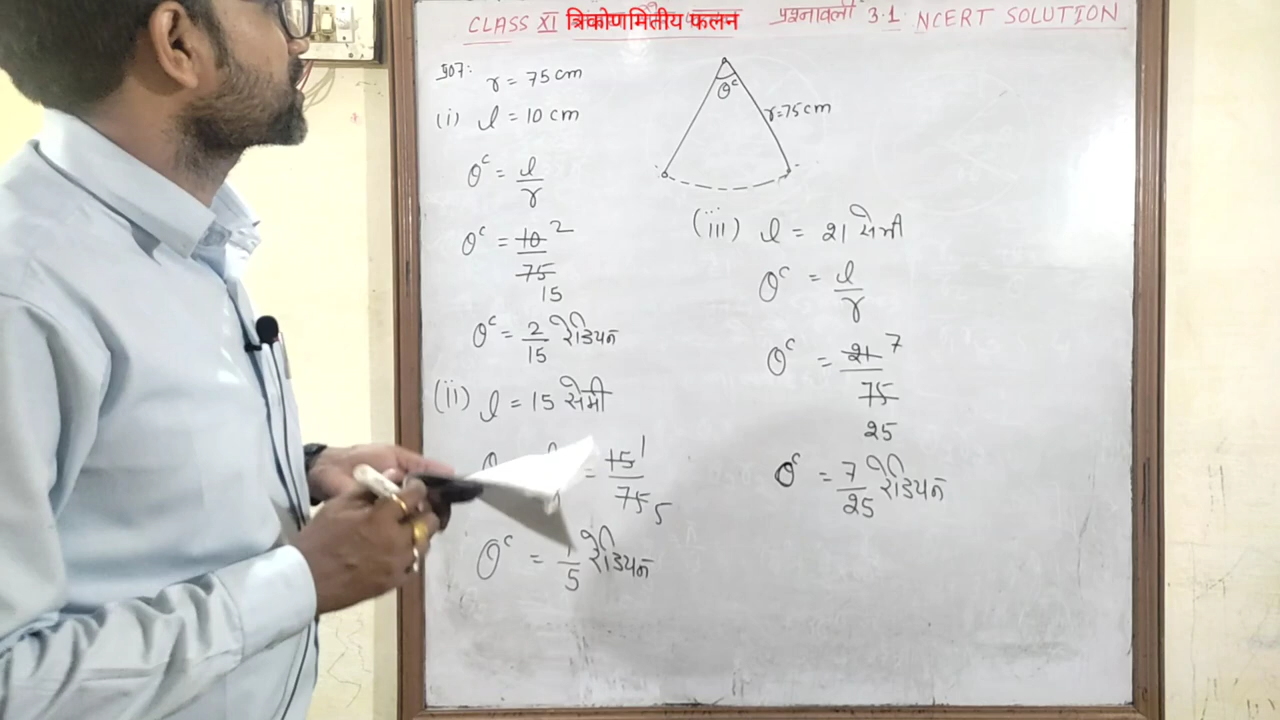 CLASS XI त्रिकोणमितीय फलन प्रश्नावली 3.1 NCERT SOLUTION
प्र07: r = 75 cm
(i) l = 10 cm
θᶜ = l/r
θᶜ = 10/75 2 15
θᶜ = 2/15 रेडियन
(ii) l = 15 सेमी
= 15/75 1 5
θᶜ = 1/5 रेडियन
θᶜ
r=75cm
(iii) l = 21 सेमी
θᶜ = l/r
θᶜ = 21/75 7 25
θᶜ = 7/25 रेडियन